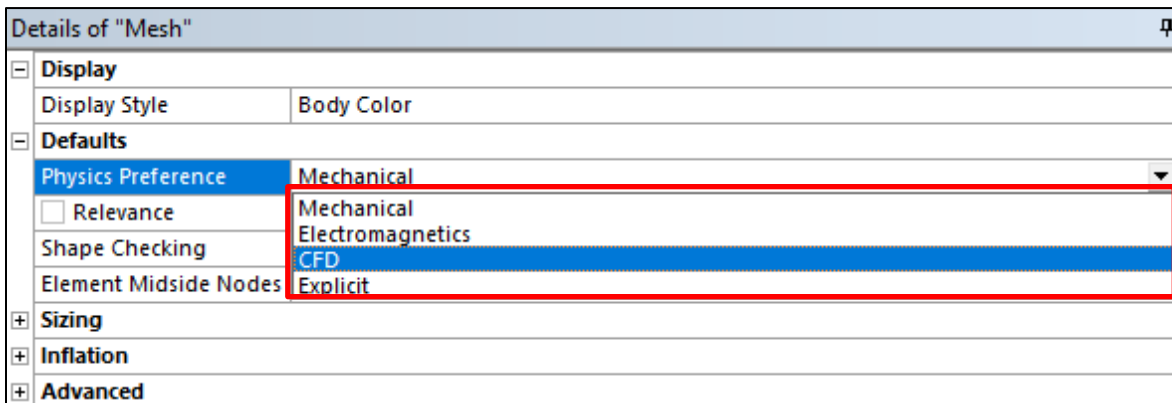 Details of "Mesh"
Display
Display Style Body Color
Defaults
Physics Preference Mechanical
Relevance Mechanical
Electromagnetics
Shape Checking CFD
Element Midside Nodes Explicit
Sizing
Inflation
Advanced